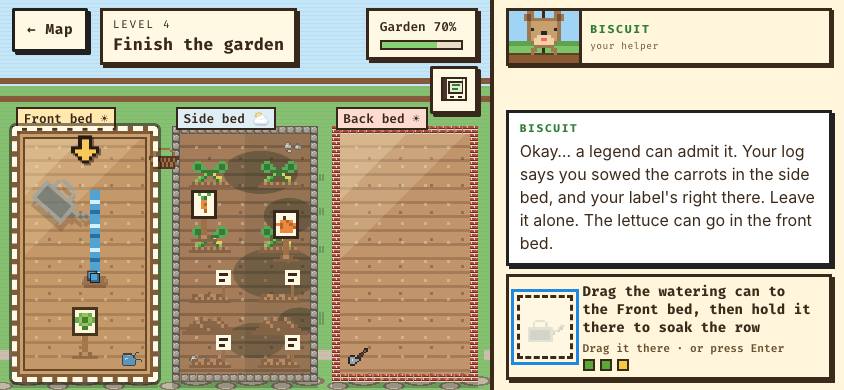 ← Map
LEVEL 4
Finish the garden
Garden 70%
Front bed
Side bed
Back bed
BISCUIT
your helper
BISCUIT
Okay... a legend can admit it. Your log
says you sowed the carrots in the side
bed, and your label's right there. Leave
it alone. The lettuce can go in the front
bed.
Drag the watering can to
the Front bed, then hold it
there to soak the row
Drag it there · or press Enter